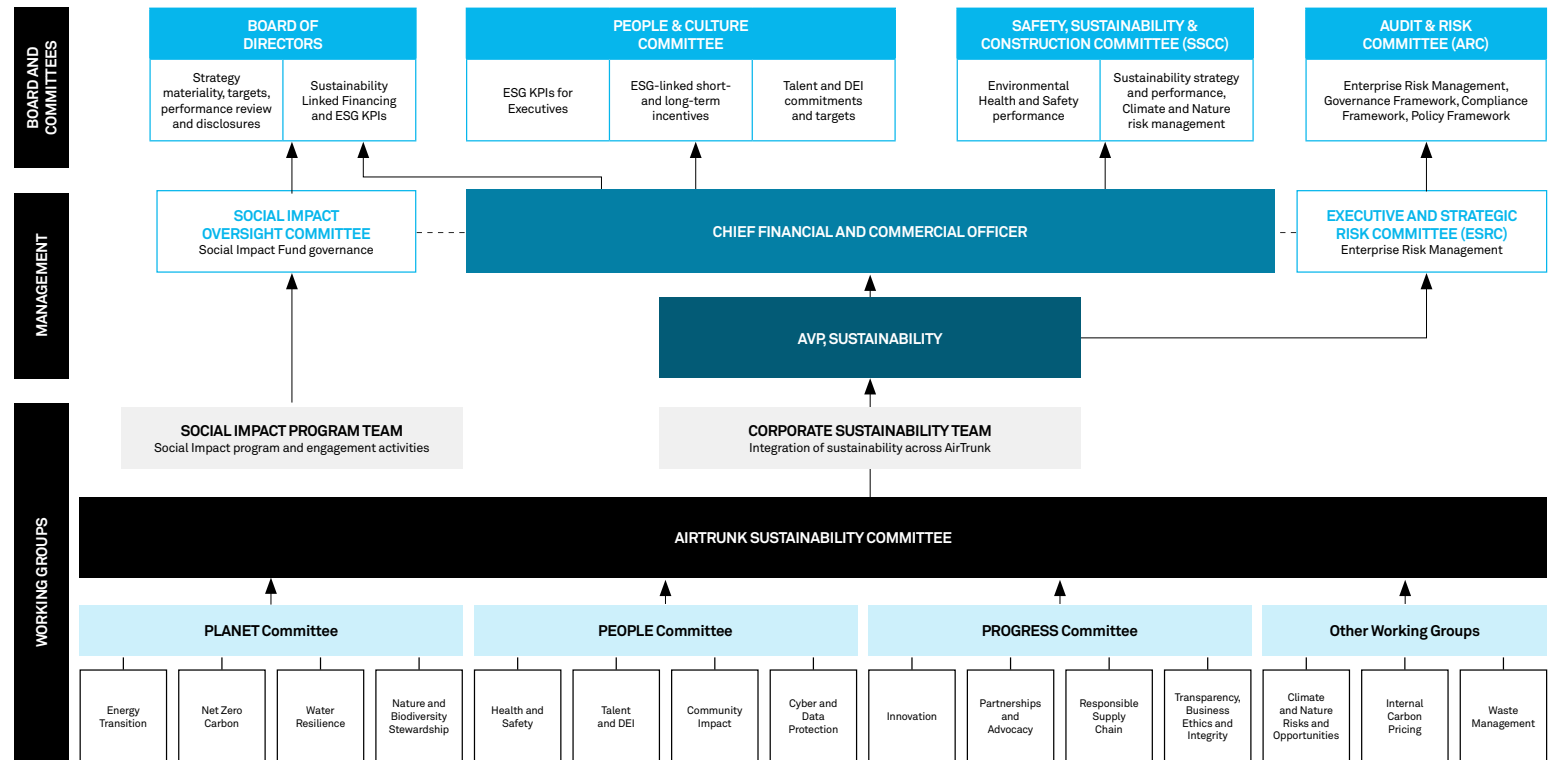 BOARD AND
COMMITTEES
BOARD OF
DIRECTORS
Strategy
materiality, targets,
performance review
and disclosures
Sustainability
Linked Financing
and ESG KPIs
PEOPLE & CULTURE
COMMITTEE
ESG KPIs for
Executives
ESG-linked short-
and long-term
incentives
Talent and DEI
commitments
and targets
SAFETY, SUSTAINABILITY &
CONSTRUCTION COMMITTEE (SSCC)
Environmental
Health and Safety
performance
Sustainability strategy
and performance,
Climate and Nature
risk management
AUDIT & RISK
COMMITTEE (ARC)
Enterprise Risk Management,
Governance Framework, Compliance
Framework, Policy Framework
MANAGEMENT
SOCIAL IMPACT
OVERSIGHT COMMITTEE
Social Impact Fund governance
CHIEF FINANCIAL AND COMMERCIAL OFFICER
EXECUTIVE AND STRATEGIC
RISK COMMITTEE (ESRC)
Enterprise Risk Management
AVP, SUSTAINABILITY
WORKING GROUPS
SOCIAL IMPACT PROGRAM TEAM
Social Impact program and engagement activities
CORPORATE SUSTAINABILITY TEAM
Integration of sustainability across AirTrunk
AIRTRUNK SUSTAINABILITY COMMITTEE
PLANET Committee
Energy
Transition
Net Zero
Carbon
Water
Resilience
Nature and
Biodiversity
Stewardship
PEOPLE Committee
Health and
Safety
Talent
and DEI
Community
Impact
Cyber and
Data
Protection
PROGRESS Committee
Innovation
Partnerships
and
Advocacy
Responsible
Supply
Chain
Transparency,
Business
Ethics and
Integrity
Other Working Groups
Climate
and Nature
Risks and
Opportunities
Internal
Carbon
Pricing
Waste
Management